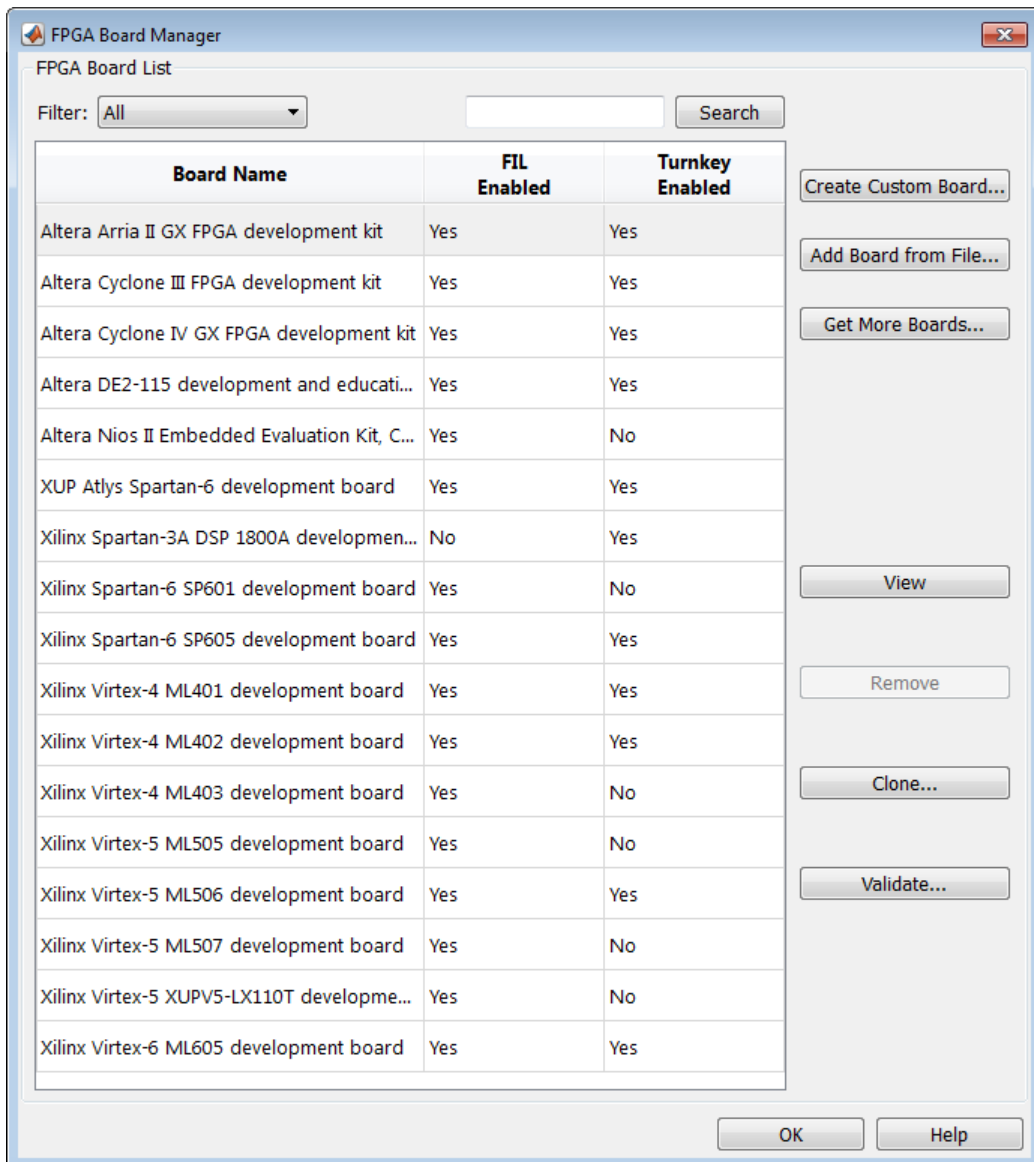 FPGA Board Manager
FPGA Board List
Filter: All Search
Board Name FIL Enabled Turnkey Enabled
Altera Arria II GX FPGA development kit Yes Yes
Altera Cyclone III FPGA development kit Yes Yes
Altera Cyclone IV GX FPGA development kit Yes Yes
Altera DE2-115 development and educati... Yes Yes
Altera Nios II Embedded Evaluation Kit, C... Yes No
XUP Atlys Spartan-6 development board Yes Yes
Xilinx Spartan-3A DSP 1800A developmen... No Yes
Xilinx Spartan-6 SP601 development board Yes No
Xilinx Spartan-6 SP605 development board Yes Yes
Xilinx Virtex-4 ML401 development board Yes Yes
Xilinx Virtex-4 ML402 development board Yes Yes
Xilinx Virtex-4 ML403 development board Yes No
Xilinx Virtex-5 ML505 development board Yes No
Xilinx Virtex-5 ML506 development board Yes Yes
Xilinx Virtex-5 ML507 development board Yes No
Xilinx Virtex-5 XUPV5-LX110T developme... Yes No
Xilinx Virtex-6 ML605 development board Yes Yes
Create Custom Board...
Add Board from File...
Get More Boards...
View
Remove
Clone...
Validate...
OK Help